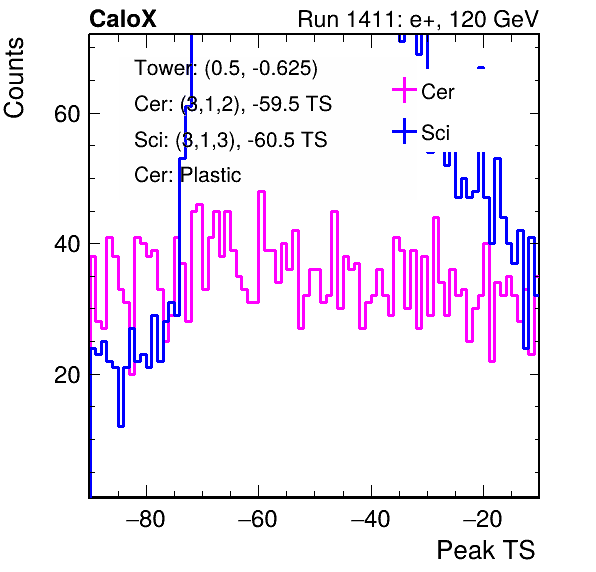 CaloX Run 1411: e+, 120 GeV
Counts
Tower: (0.5, -0.625)
Cer: (3,1,2), -59.5 TS
Sci: (3,1,3), -60.5 TS
Cer: Plastic
Cer
Sci
60
40
20
−80 −60 −40 −20
Peak TS